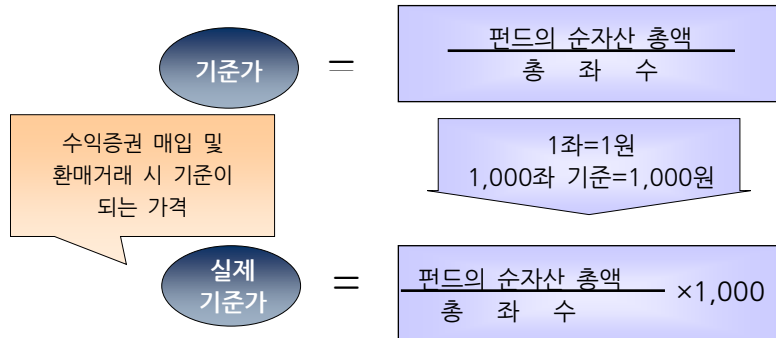 기준가
=
펀드의 순자산 총액
총 좌 수
수익증권 매입 및
환매거래 시 기준이
되는 가격
1좌=1원
1,000좌 기준=1,000원
실제
기준가
=
펀드의 순자산 총액
총 좌 수
×1,000